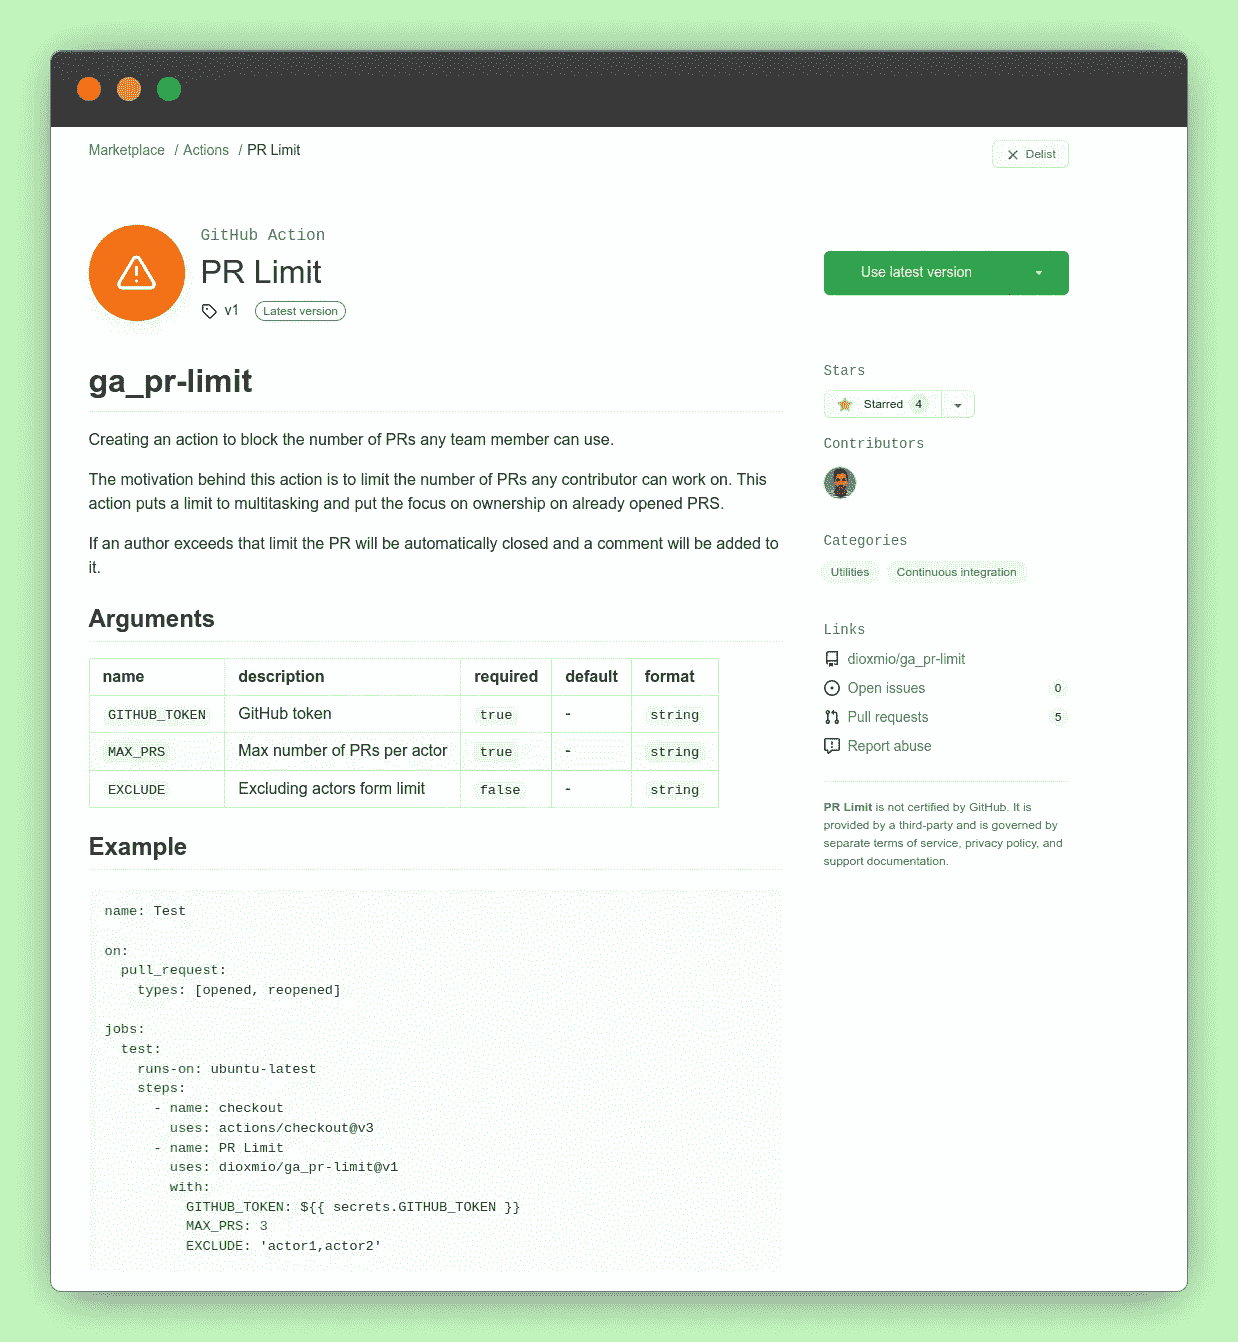 Marketplace / Actions / PR Limit
Delist
GitHub Action
PR Limit
v1 Latest version
Use latest version
ga_pr-limit
Creating an action to block the number of PRs any team member can use.
The motivation behind this action is to limit the number of PRs any contributor can work on. This
action puts a limit to multitasking and put the focus on ownership on already opened PRS.
If an author exceeds that limit the PR will be automatically closed and a comment will be added to
it.
Arguments
name description required default format
GITHUB_TOKEN GitHub token true - string
MAX_PRS Max number of PRs per actor true - string
EXCLUDE Excluding actors form limit false - string
Example
name: Test
on:
  pull_request:
    types: [opened, reopened]
jobs:
  test:
    runs-on: ubuntu-latest
    steps:
      - name: checkout
        uses: actions/checkout@v3
      - name: PR Limit
        uses: dioxmio/ga_pr-limit@v1
        with:
          GITHUB_TOKEN: ${{ secrets.GITHUB_TOKEN }}
          MAX_PRS: 3
          EXCLUDE: 'actor1,actor2'
Stars
Starred 4
Contributors
Categories
Utilities Continuous integration
Links
dioxmio/ga_pr-limit
Open issues 0
Pull requests 5
Report abuse
PR Limit is not certified by GitHub. It is
provided by a third-party and is governed by
separate terms of service, privacy policy, and
support documentation.